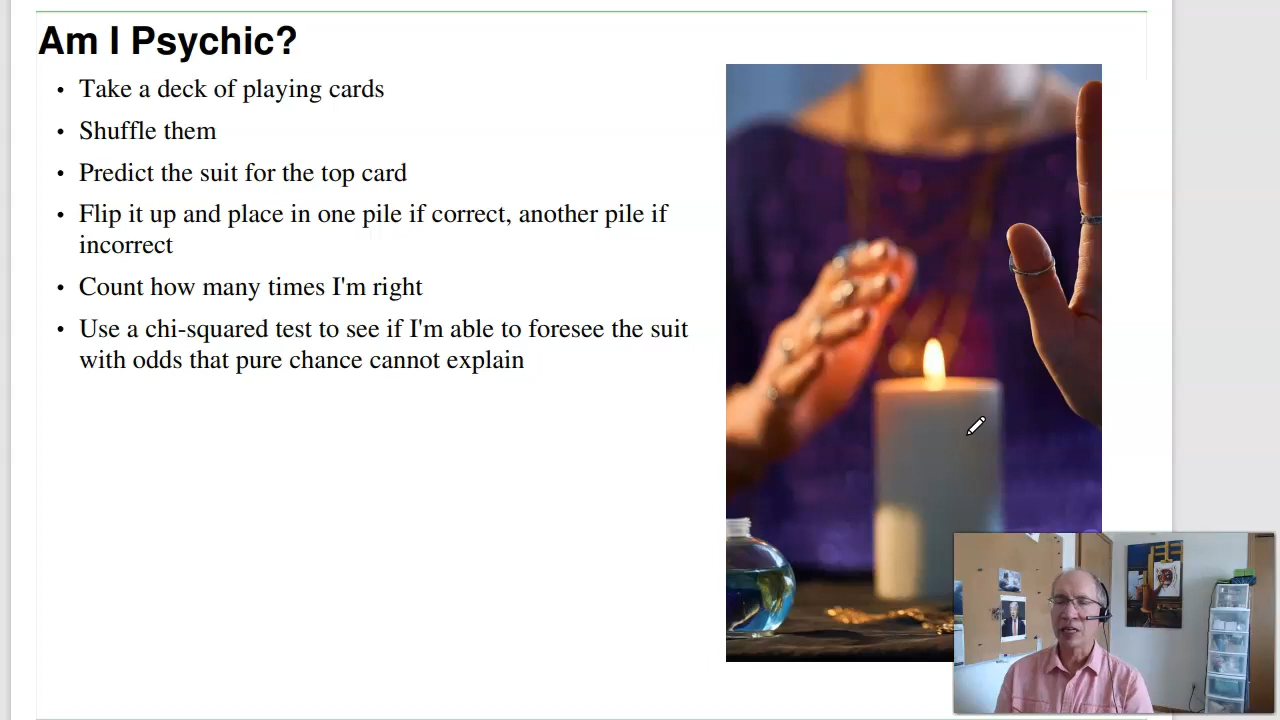 Am I Psychic?
• Take a deck of playing cards
• Shuffle them
• Predict the suit for the top card
• Flip it up and place in one pile if correct, another pile if
incorrect
• Count how many times I'm right
• Use a chi-squared test to see if I'm able to foresee the suit
with odds that pure chance cannot explain